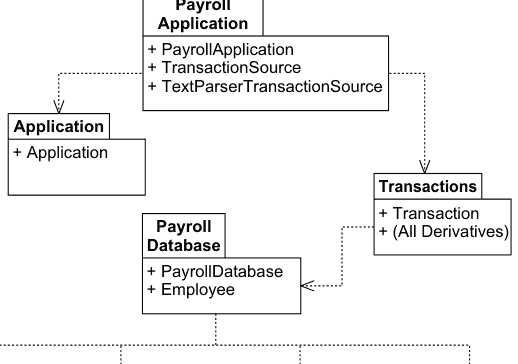 Payroll
Application
+ PayrollApplication
+ TransactionSource
+ TextParserTransactionSource
Application
+ Application
Transactions
+ Transaction
+ (All Derivatives)
Payroll
Database
+ PayrollDatabase
+ Employee